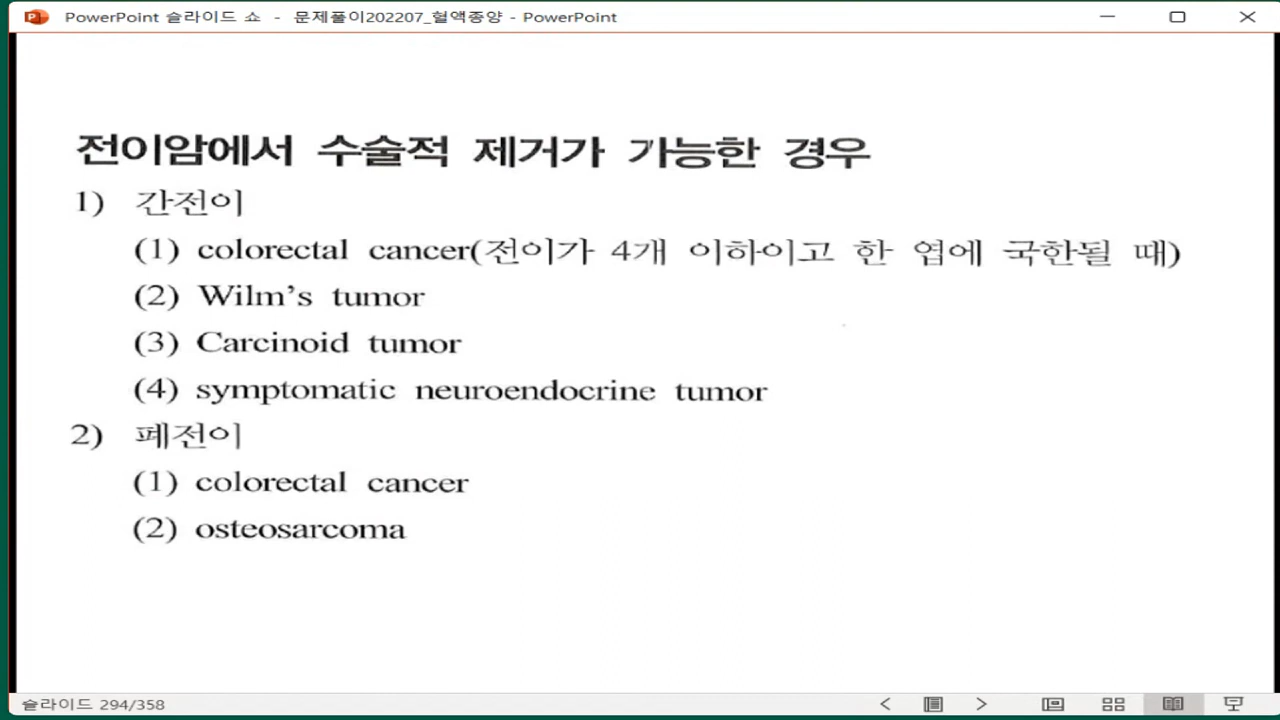 PowerPoint 슬라이드 쇼 - 문제풀이202207_혈액종양 - PowerPoint
전이암에서 수술적 제거가 가능한 경우
1) 간전이
(1) colorectal cancer(전이가 4개 이하이고 한 엽에 국한될 때)
(2) Wilm's tumor
(3) Carcinoid tumor
(4) symptomatic neuroendocrine tumor
2) 폐전이
(1) colorectal cancer
(2) osteosarcoma
슬라이드 294/358